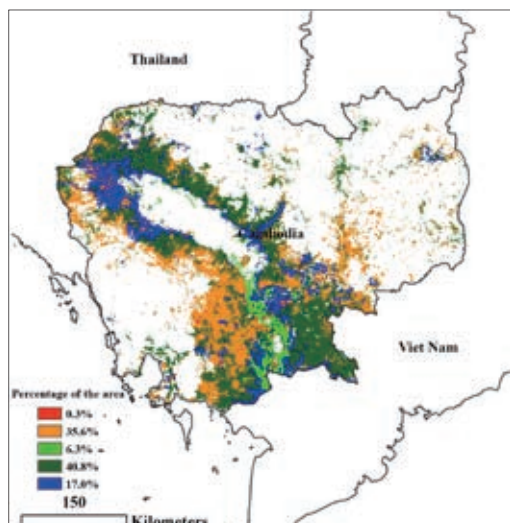 Thailand
Cambodia
Viet Nam
Percentage of the area
0.3%
35.6%
6.3%
40.8%
17.0%
150
Kilometers